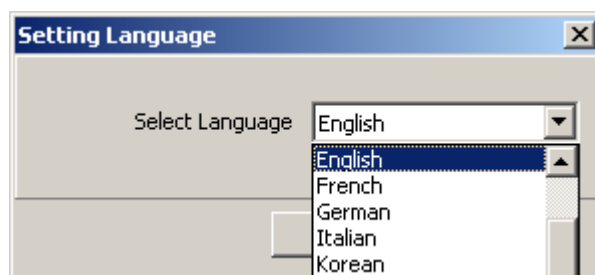 Setting Language
Select Language English
English
French
German
Italian
Korean